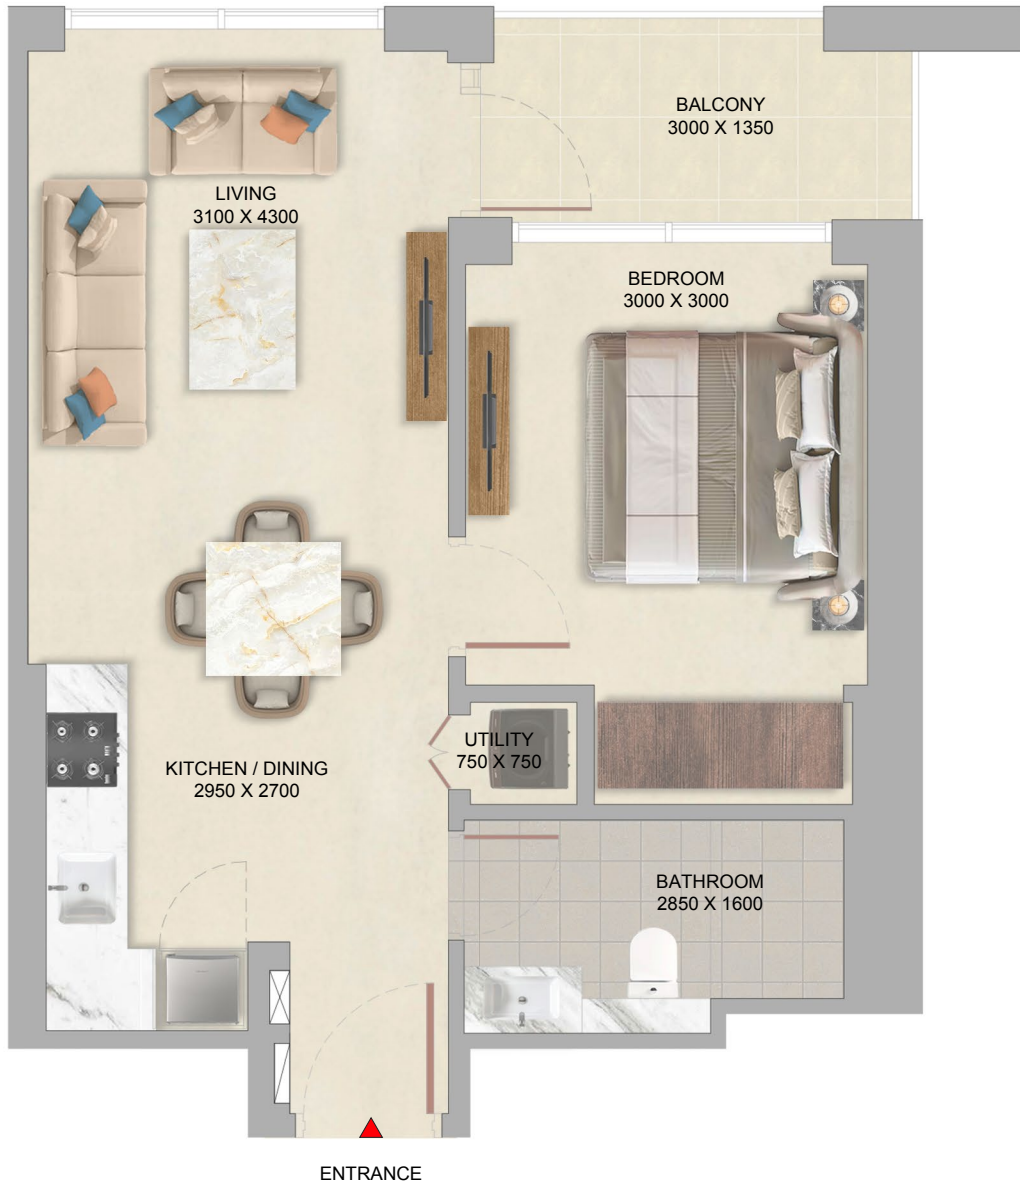 BALCONY
3000 X 1350
LIVING
3100 X 4300
BEDROOM
3000 X 3000
UTILITY
750 X 750
KITCHEN / DINING
2950 X 2700
BATHROOM
2850 X 1600
ENTRANCE